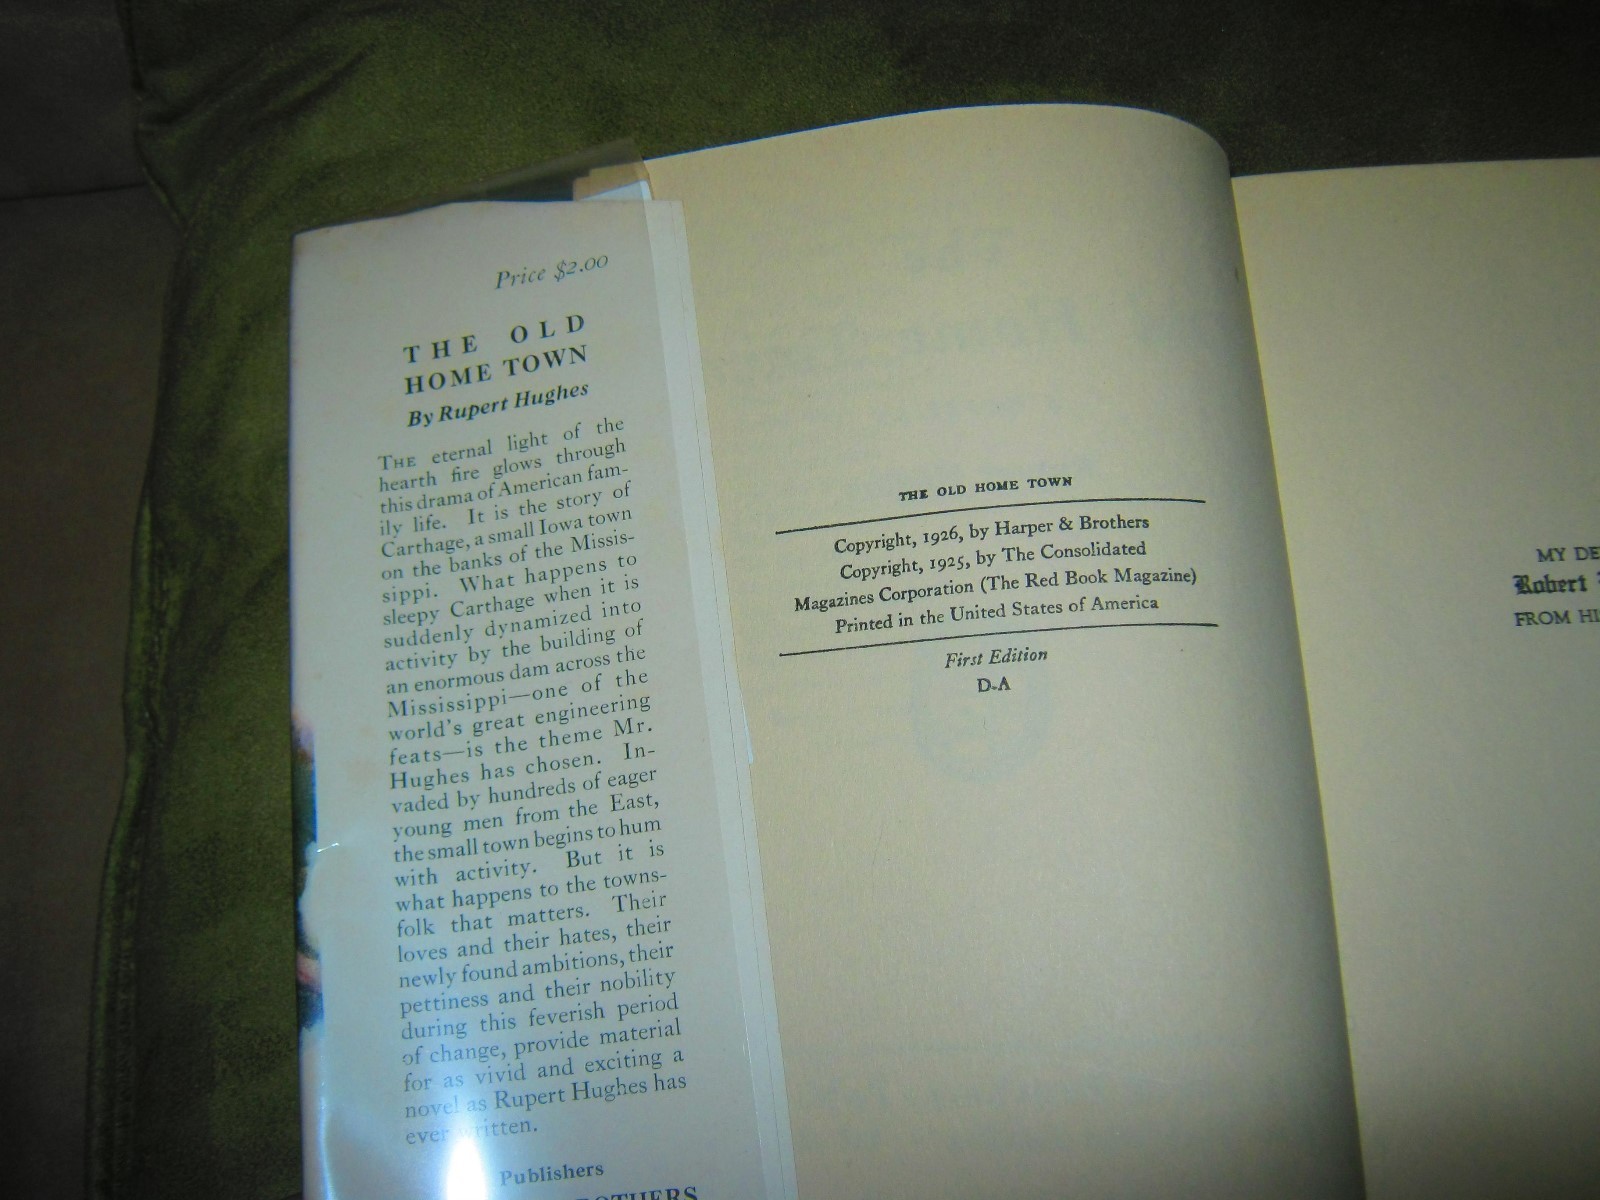 Price $2.00
THE OLD
HOME TOWN
By Rupert Hughes
THE eternal light of the
hearth fire glows through
this drama of American fam-
ily life. It is the story of
Carthage, a small Iowa town
on the banks of the Missis-
sippi. What happens to
sleepy Carthage when it is
suddenly dynamized into
activity by the building of
an enormous dam across the
Mississippi—one of the
world's great engineering
feats—is the theme Mr.
Hughes has chosen. In-
vaded by hundreds of eager
young men from the East,
the small town begins to hum
with activity. But it is
what happens to the towns-
folk that matters. Their
loves and their hates, their
newly found ambitions, their
pettiness and their nobility
during this feverish period
of change, provide material
for as vivid and exciting a
novel as Rupert Hughes has
ever written.
Publishers
BROTHERS
THE OLD HOME TOWN
Copyright, 1926, by Harper & Brothers
Copyright, 1925, by The Consolidated
Magazines Corporation (The Red Book Magazine)
Printed in the United States of America
First Edition
D-A
MY DE
Robert
FROM HI